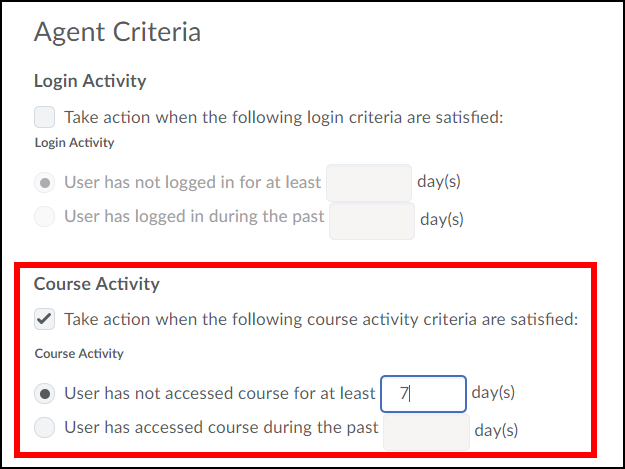 Agent Criteria
Login Activity
Take action when the following login criteria are satisfied:
Login Activity
User has not logged in for at least day(s)
User has logged in during the past day(s)
Course Activity
Take action when the following course activity criteria are satisfied:
Course Activity
User has not accessed course for at least 7 day(s)
User has accessed course during the past day(s)